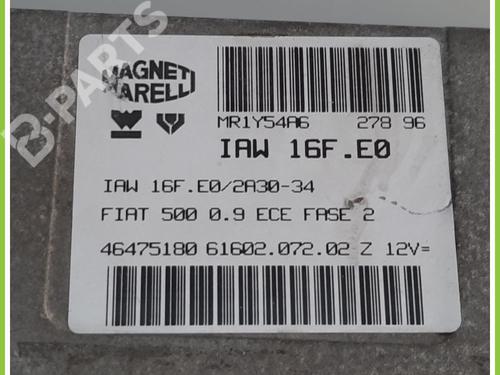 B-PARTS
MAGNETI
MARELLI
MR1Y54A6 278 96
IAW 16F.E0
IAW 16F.E0/2A30-34
FIAT 500 0.9 ECE FASE 2
46475180 61602.072.02 Z 12V=